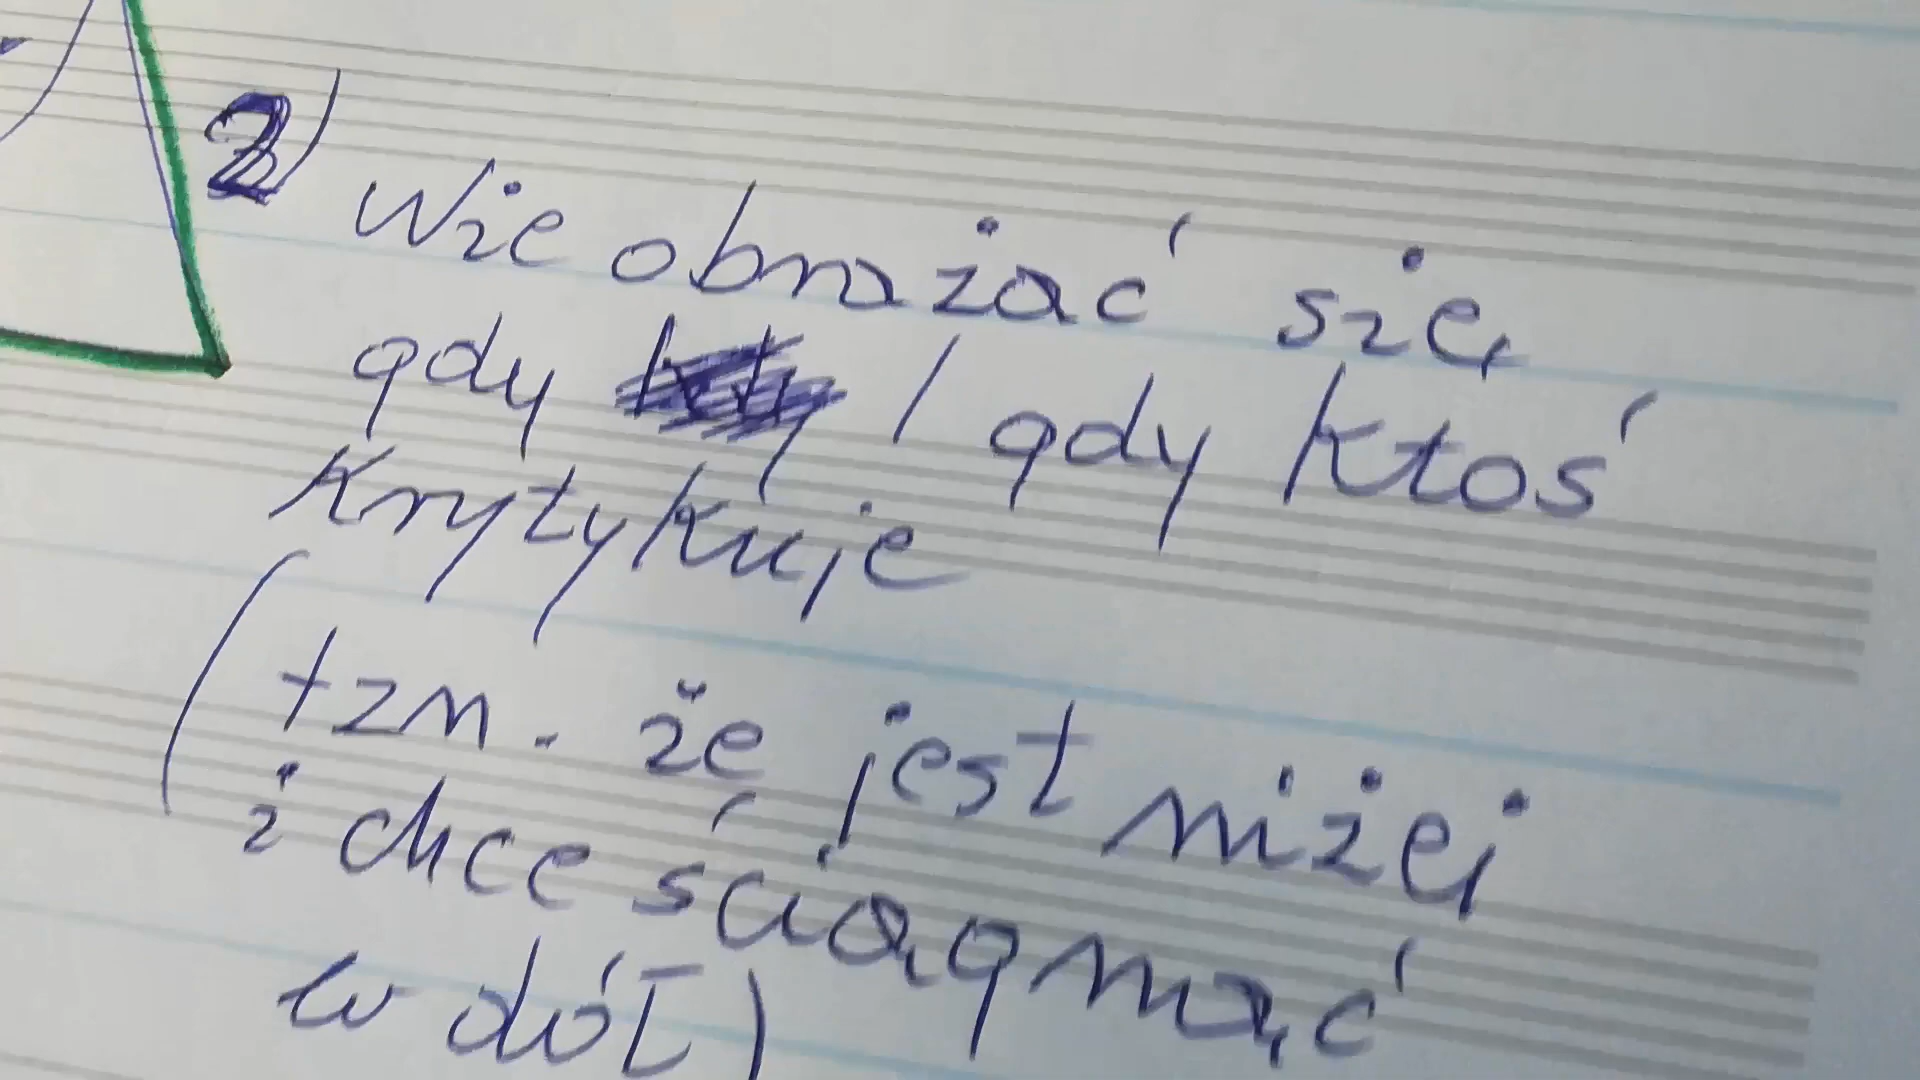 2) Nie obrażać się,
gdy / gdy ktoś
krytykuje
(tzn. że jest niżej
i chce ściągnąć
w dół)